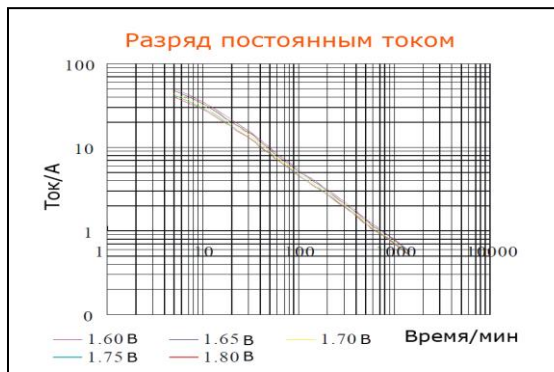 Разряд постоянным током
100
10
1
0
Ток/А
1 10 100 1000 10000
Время/мин
1.60 В 1.65 В 1.70 В
1.75 В 1.80 В